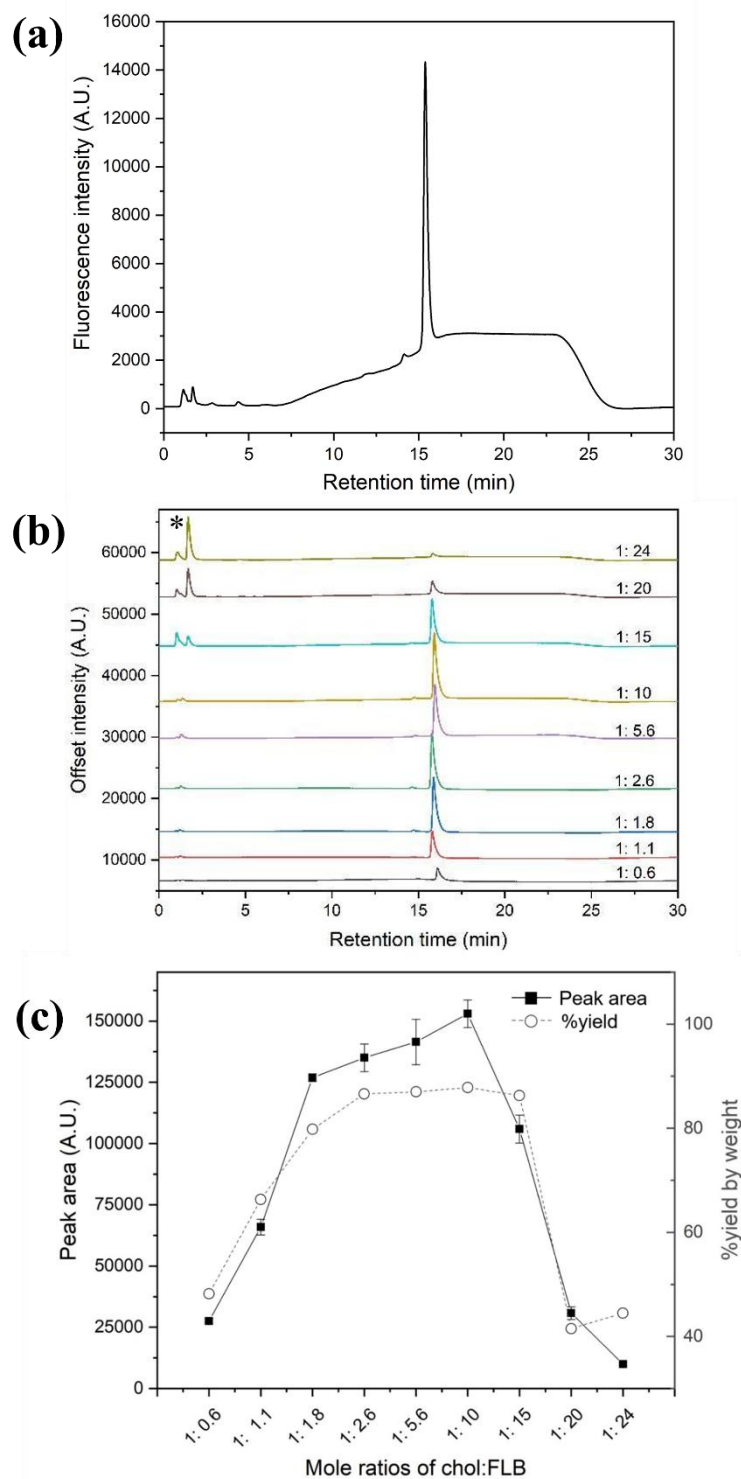 (a)
16000
14000
12000
10000
8000
6000
4000
2000
0
Fluorescence intensity (A.U.)
0 5 10 15 20 25 30
Retention time (min)
(b)
*
60000
50000
40000
30000
20000
10000
Offset intensity (A.U.)
1: 24
1: 20
1: 15
1: 10
1: 5.6
1: 2.6
1: 1.8
1: 1.1
1: 0.6
0 5 10 15 20 25 30
Retention time (min)
(c)
Peak area
%yield
150000
125000
100000
75000
50000
25000
0
Peak area (A.U.)
100
80
60
40
%yield by weight
1: 0.6 1: 1.1 1: 1.8 1: 2.6 1: 5.6 1: 10 1: 15 1: 20 1: 24
Mole ratios of chol:FLB